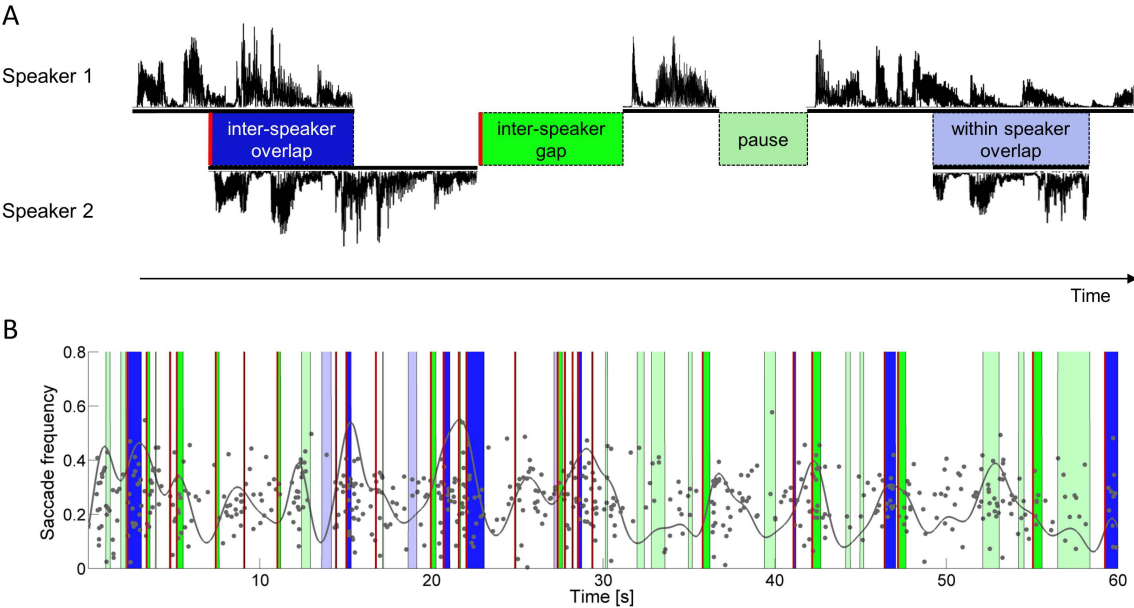 A
Speaker 1
inter-speaker
overlap
inter-speaker
gap
pause
within speaker
overlap
Speaker 2
Time
B
Saccade frequency
0.8
0.6
0.4
0.2
0
10
20
30
40
50
60
Time [s]